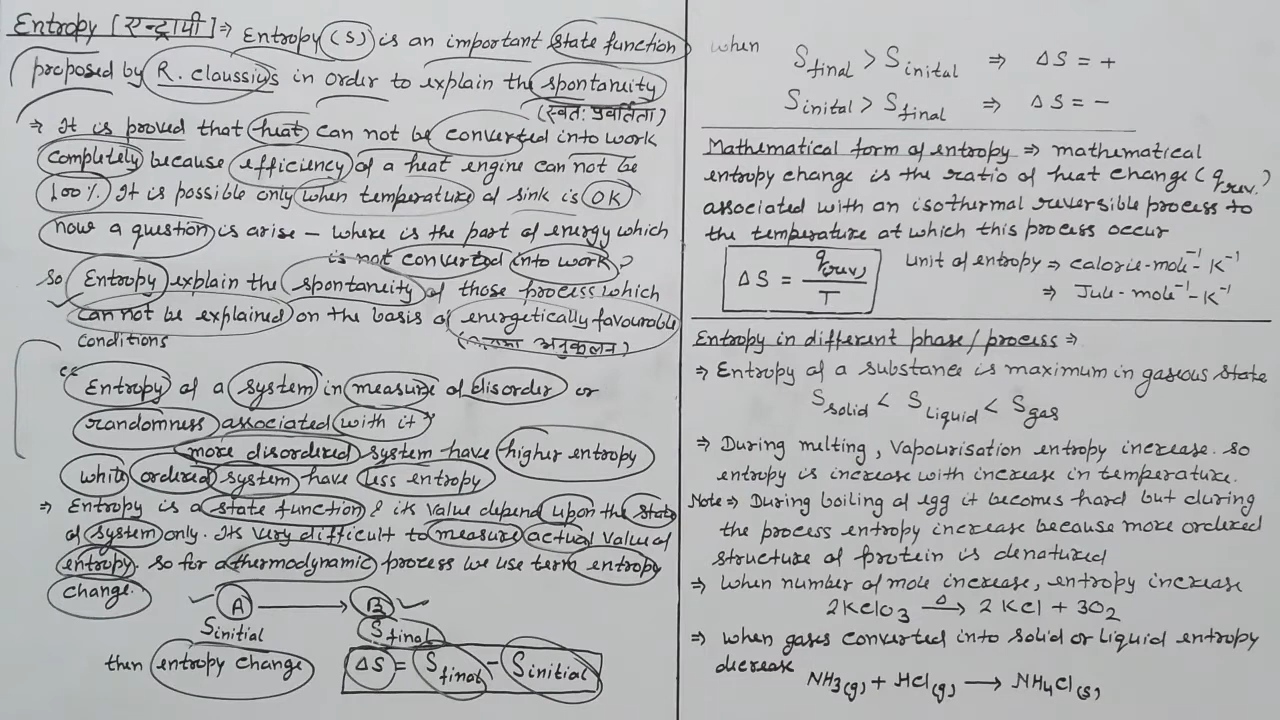 Entropy [एन्ट्रापी] ⇒ Entropy (S) is an important state function
proposed by R. claussiys in order to explain the spontaneity
(स्वत: प्रवर्तिता)
⇒ It is proved that heat can not be converted into work
completely because efficiency of a heat engine can not be
100%. It is possible only when temperature of sink is OK
now a question is arise - where is the part of energy which
is not converted into work?
So Entropy explain the spontaneity of those process which
can not be explained on the basis of energetically favourable
conditions
अनुकूलन)
“Entropy of a system in measure of disorder or
randomness associated with it”
more disordered system have higher entropy
while ordered system have less entropy
⇒ Entropy is a state function & its value depend upon the state
of system only. Its very difficult to measure actual value of
entropy. so for a thermodynamic process we use term entropy
change.
A ⟶ B
Sinitial Sfinal
then entropy change ΔS = Sfinal - Sinitial
when Sfinal > Sinital ⇒ ΔS = +
Sinital > Sfinal ⇒ ΔS = -
Mathematical form of entropy ⇒ mathematical
entropy change is the ratio of heat change (qrev.)
associated with an isothermal reversible process to
the temperature at which this process occur
ΔS = q(rev) / T
Unit of entropy ⇒ calorie-mole⁻¹-K⁻¹
⇒ Jule-mole⁻¹-K⁻¹
Entropy in different phase/process ⇒
⇒ Entropy of a substance is maximum in gaseous state
Ssolid < SLiquid < Sgas
⇒ During melting, Vapourisation entropy increase. so
entropy is increase with increase in temperature.
Note ⇒ During boiling of egg it becomes hard but during
the process entropy increase because more ordered
structure of protein is denatured
⇒ when number of mole increase, entropy increase
2KClO3 —Δ→ 2KCl + 3O2
⇒ when gases converted into solid or liquid entropy
dicrease
NH3(g) + HCl(g) ⟶ NH4Cl(s)